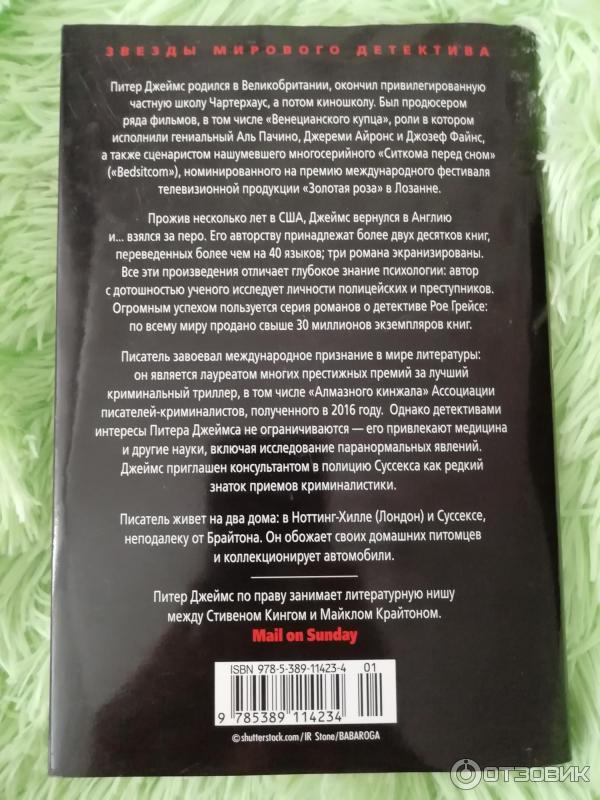 ЗВЕЗДЫ МИРОВОГО ДЕТЕКТИВА
Питер Джеймс родился в Великобритании, окончил привилегированную
частную школу Чартерхаус, а потом киношколу. Был продюсером
ряда фильмов, в том числе «Венецианского купца», роли в котором
исполнили гениальный Аль Пачино, Джереми Айронс и Джозеф Файнс,
а также сценаристом нашумевшего многосерийного «Ситкома перед сном»
(«Bedsitcom»), номинированного на премию международного фестиваля
телевизионной продукции «Золотая роза» в Лозанне.
Прожив несколько лет в США, Джеймс вернулся в Англию
и... взялся за перо. Его авторству принадлежат более двух десятков книг,
переведенных более чем на 40 языков; три романа экранизированы.
Все эти произведения отличает глубокое знание психологии: автор
с дотошностью ученого исследует личности полицейских и преступников.
Огромным успехом пользуется серия романов о детективе Рое Грейсе:
по всему миру продано свыше 30 миллионов экземпляров книг.
Писатель завоевал международное признание в мире литературы:
он является лауреатом многих престижных премий за лучший
криминальный триллер, в том числе «Алмазного кинжала» Ассоциации
писателей-криминалистов, полученного в 2016 году. Однако детективами
интересы Питера Джеймса не ограничиваются — его привлекают медицина
и другие науки, включая исследование паранормальных явлений.
Джеймс приглашен консультантом в полицию Суссекса как редкий
знаток приемов криминалистики.
Писатель живет на два дома: в Ноттинг-Хилле (Лондон) и Суссексе,
неподалеку от Брайтона. Он обожает своих домашних питомцев
и коллекционирует автомобили.
Питер Джеймс по праву занимает литературную нишу
между Стивеном Кингом и Майклом Крайтоном.
Mail on Sunday
ISBN 978-5-389-11423-4 01
9 785389 114234
© shutterstock.com/IR Stone/BABAROGA
ОТЗОВИК